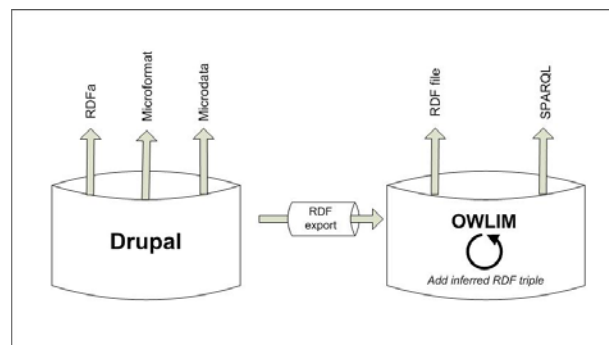 RDFa
Microformat
Microdata
RDF file
SPARQL
Drupal
RDF
export
OWLIM
Add inferred RDF triple